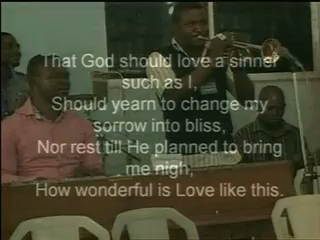 That God should love a sinner
such as I,
Should yearn to change my
sorrow into bliss,
Nor rest till He planned to bring
me nigh,
How wonderful is Love like this.